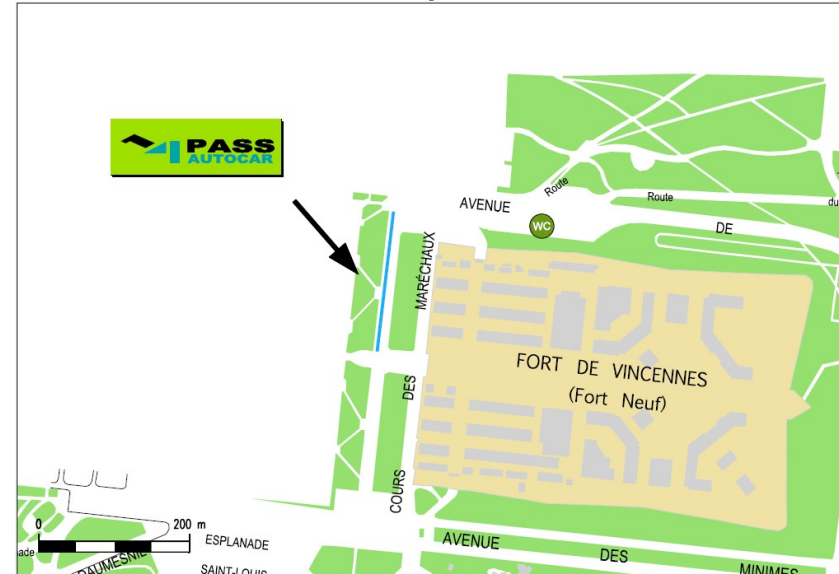 PASS
AUTOCAR
AVENUE
Route
Route
du
DE
WC
MARÉCHAUX
DES
COURS
FORT DE VINCENNES
(Fort Neuf)
0
200 m
ESPLANADE
SAINT-LOUIS
ade
DAUMESNIL
AVENUE
DES
MINIMES